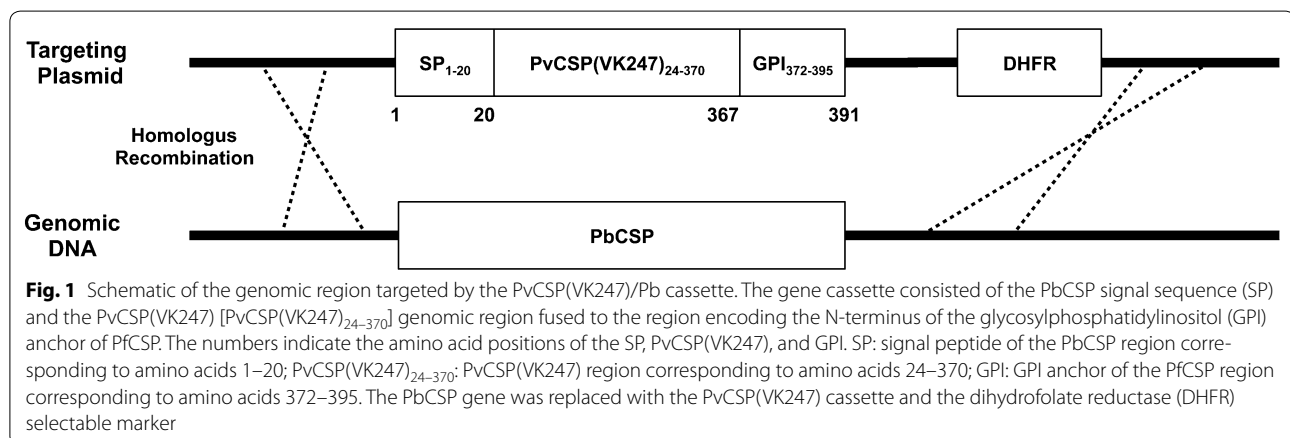 Targeting
Plasmid
SP1-20
PvCSP(VK247)24-370
GPI372-395
DHFR
1
20
367
391
Homologus
Recombination
Genomic
DNA
PbCSP
Fig. 1 Schematic of the genomic region targeted by the PvCSP(VK247)/Pb cassette. The gene cassette consisted of the PbCSP signal sequence (SP)
and the PvCSP(VK247) [PvCSP(VK247)24–370] genomic region fused to the region encoding the N-terminus of the glycosylphosphatidylinositol (GPI)
anchor of PfCSP. The numbers indicate the amino acid positions of the SP, PvCSP(VK247), and GPI. SP: signal peptide of the PbCSP region corre-
sponding to amino acids 1–20; PvCSP(VK247)24–370: PvCSP(VK247) region corresponding to amino acids 24–370; GPI: GPI anchor of the PfCSP region
corresponding to amino acids 372–395. The PbCSP gene was replaced with the PvCSP(VK247) cassette and the dihydrofolate reductase (DHFR)
selectable marker